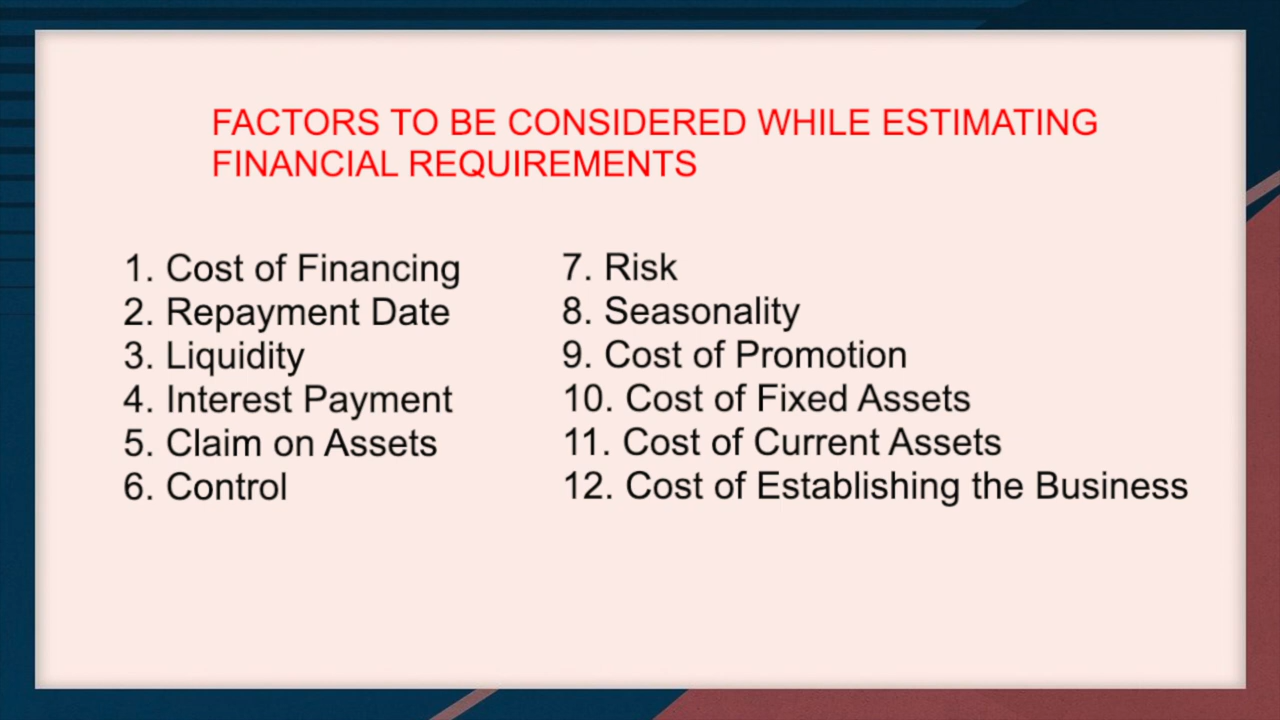 FACTORS TO BE CONSIDERED WHILE ESTIMATING
FINANCIAL REQUIREMENTS
1. Cost of Financing
2. Repayment Date
3. Liquidity
4. Interest Payment
5. Claim on Assets
6. Control
7. Risk
8. Seasonality
9. Cost of Promotion
10. Cost of Fixed Assets
11. Cost of Current Assets
12. Cost of Establishing the Business